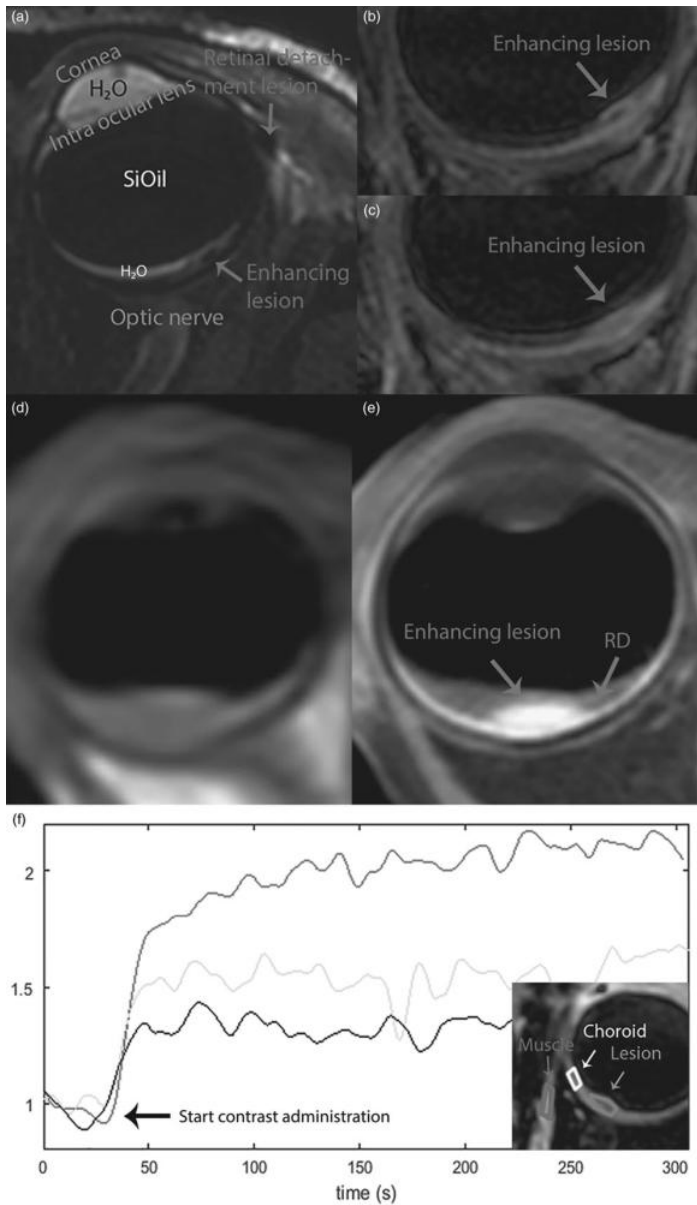 (a)
Cornea
H₂O
Intra ocular lens
Retinal detach-
ment lesion
SiOil
H₂O
Enhancing
lesion
Optic nerve
(b)
Enhancing lesion
(c)
Enhancing lesion
(d)
(e)
Enhancing lesion
RD
(f)
2
1.5
1
Start contrast administration
Muscle
Choroid
Lesion
0
50
100
150
200
250
300
time (s)